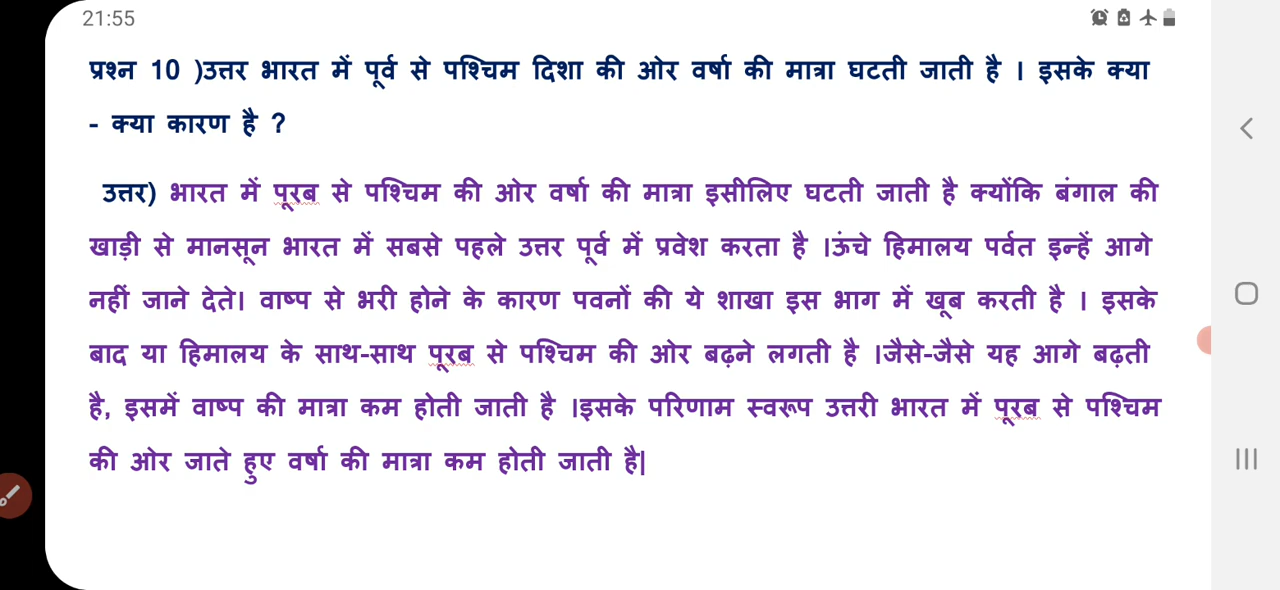 21:55
प्रश्न 10 )उत्तर भारत में पूर्व से पश्चिम दिशा की ओर वर्षा की मात्रा घटती जाती है । इसके क्या
- क्या कारण है ?
उत्तर) भारत में पूरब से पश्चिम की ओर वर्षा की मात्रा इसीलिए घटती जाती है क्योंकि बंगाल की
खाड़ी से मानसून भारत में सबसे पहले उत्तर पूर्व में प्रवेश करता है ।ऊंचे हिमालय पर्वत इन्हें आगे
नहीं जाने देते। वाष्प से भरी होने के कारण पवनों की ये शाखा इस भाग में खूब करती है । इसके
बाद या हिमालय के साथ-साथ पूरब से पश्चिम की ओर बढ़ने लगती है ।जैसे-जैसे यह आगे बढ़ती
है, इसमें वाष्प की मात्रा कम होती जाती है ।इसके परिणाम स्वरूप उत्तरी भारत में पूरब से पश्चिम
की ओर जाते हुए वर्षा की मात्रा कम होती जाती है|